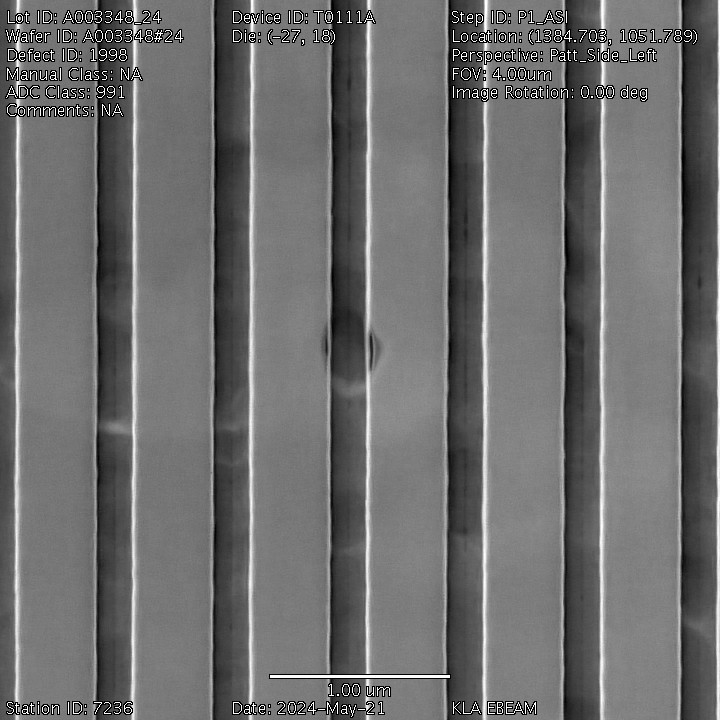 Lot ID: A003348_24
Wafer ID: A003348#24
Defect ID: 1998
Manual Class: NA
ADC Class: 991
Comments: NA
Device ID: T0111A
Die: (-27, 18)
Step ID: P1_ASI
Location: (1384.703, 1051.789)
Perspective: Patt_Side_Left
FOV: 4.00um
Image Rotation: 0.00 deg
1.00 um
Station ID: 7236
Date: 2024-May-21
KLA EBEAM